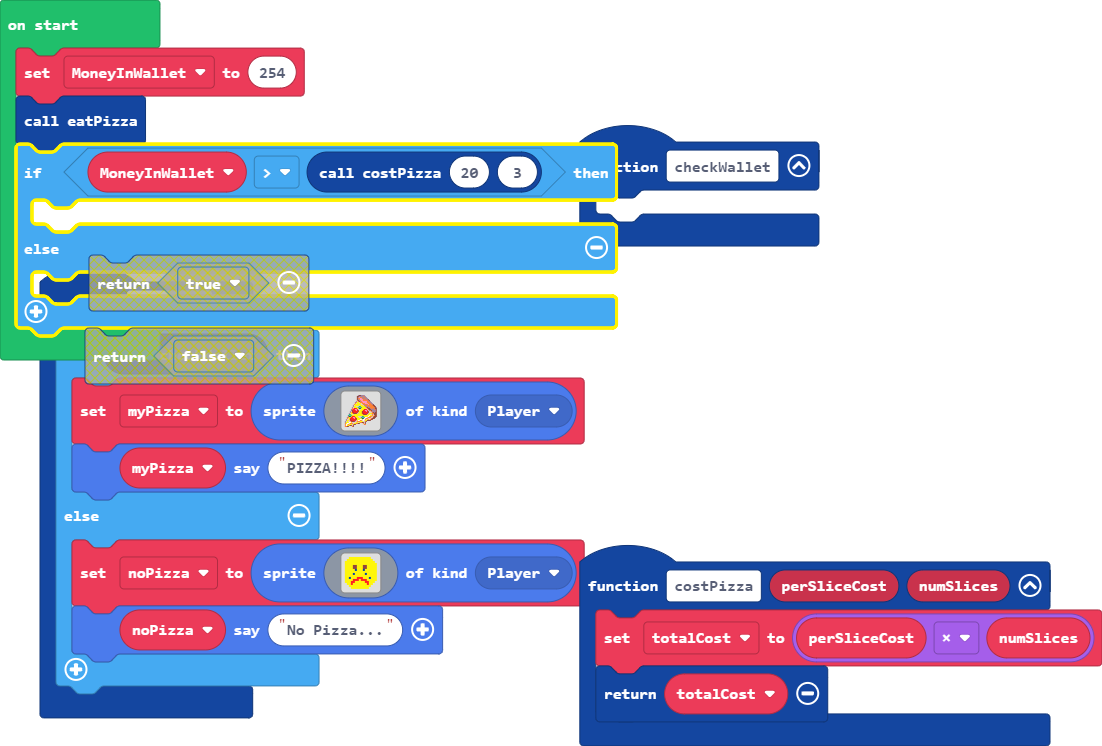 on start
set MoneyInWallet to 254
call eatPizza
if MoneyInWallet > call costPizza 20 3 then
ction checkWallet
else
return true
return false
set myPizza to sprite of kind Player
myPizza say "PIZZA!!!!"
else
set noPizza to sprite of kind Player
noPizza say "No Pizza..."
function costPizza perSliceCost numSlices
set totalCost to perSliceCost × numSlices
return totalCost